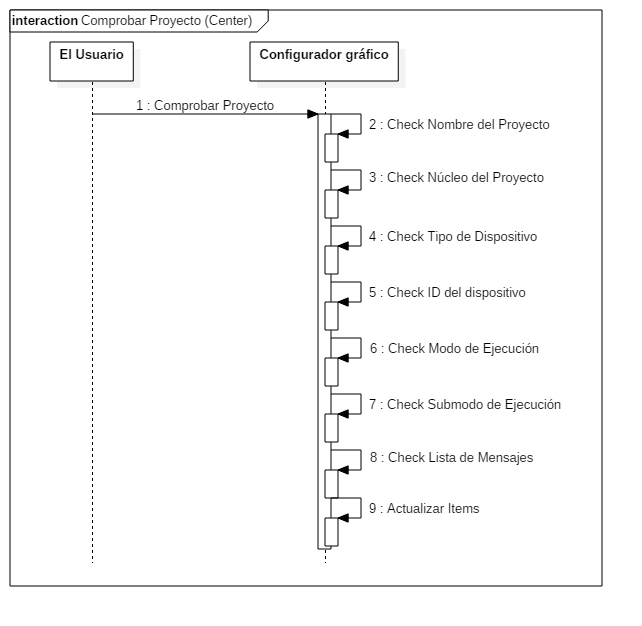 interaction Comprobar Proyecto (Center)
El Usuario
Configurador gráfico
1 : Comprobar Proyecto
2 : Check Nombre del Proyecto
3 : Check Núcleo del Proyecto
4 : Check Tipo de Dispositivo
5 : Check ID del dispositivo
6 : Check Modo de Ejecución
7 : Check Submodo de Ejecución
8 : Check Lista de Mensajes
9 : Actualizar Items